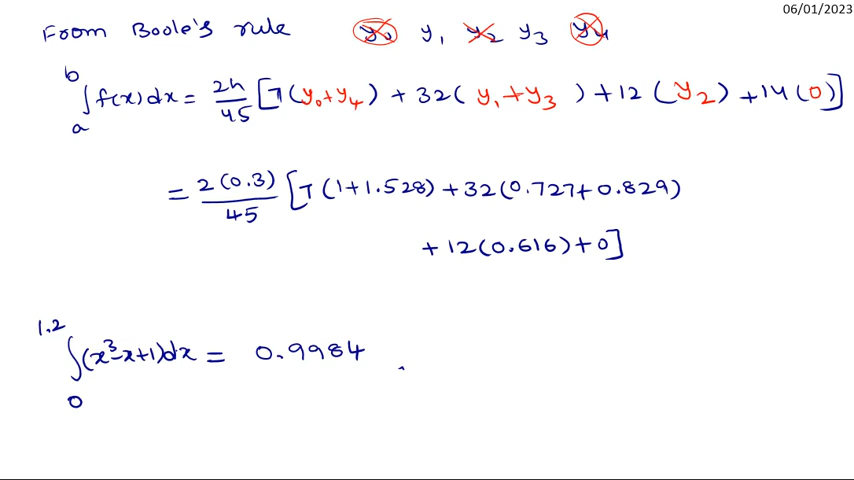 06/01/2023
From Boole's rule y₀ y₁ y₂ y₃ y₄
∫ₐᵇ f(x)dx = 2h/45 [7(y₀+y₄) + 32(y₁+y₃) + 12(y₂) + 14(0)]
= 2(0.3)/45 [7(1+1.528) + 32(0.727+0.829)
+ 12(0.616)+0]
∫₀^1.2 (x³-x+1)dx = 0.9984